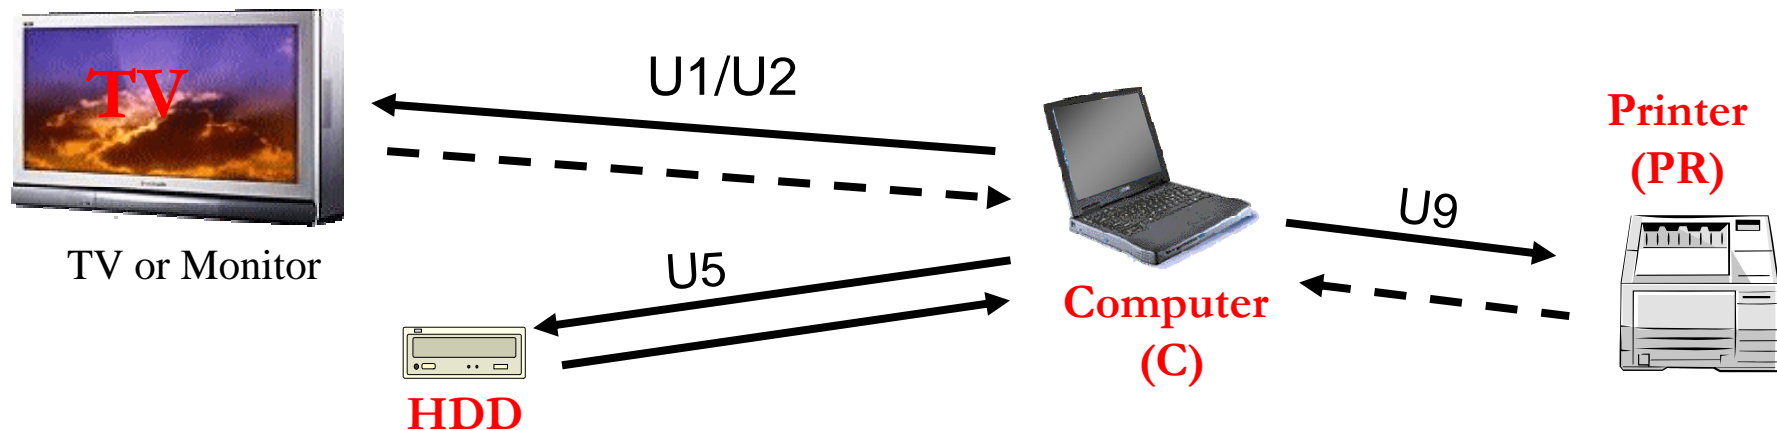 TV
TV or Monitor
U1/U2
U5
HDD
Computer
(C)
U9
Printer
(PR)